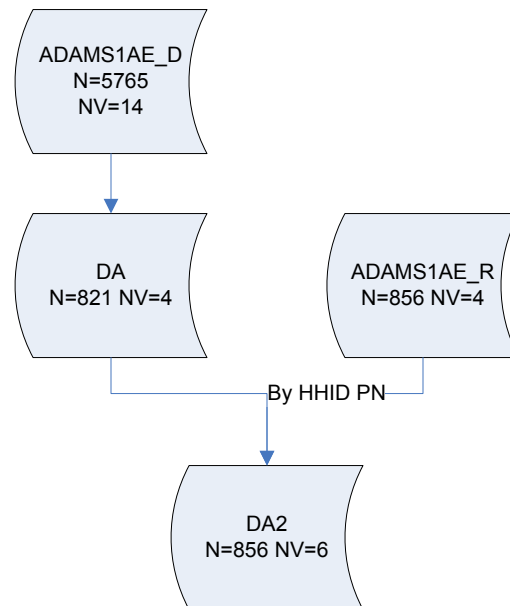 ADAMS1AE_D
N=5765
NV=14
DA
N=821 NV=4
ADAMS1AE_R
N=856 NV=4
By HHID PN
DA2
N=856 NV=6